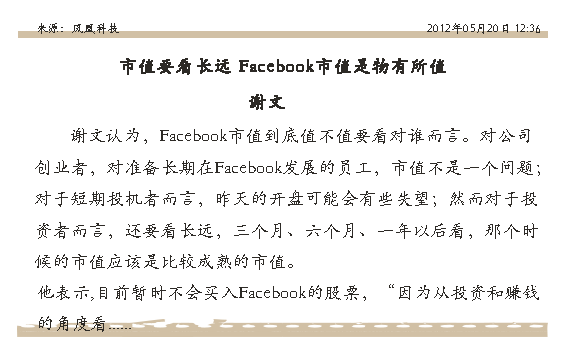 来源：凤凰科技 2012年05月20日 12:36
市值要看长远 Facebook市值是物有所值
谢文
谢文认为，Facebook市值到底值不值要看对谁而言。对公司
创业者，对准备长期在Facebook发展的员工，市值不是一个问题；
对于短期投机者而言，昨天的开盘可能会有些失望；然而对于投
资者而言，还要看长远，三个月、六个月、一年以后看，那个时
候的市值应该是比较成熟的市值。
他表示,目前暂时不会买入Facebook的股票，“因为从投资和赚钱
的角度看......